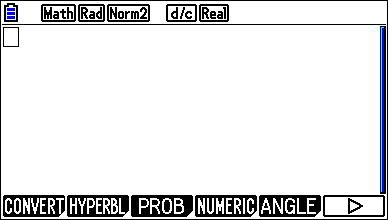 Math Rad Norm2 d/c Real
CONVERT HYPERBL PROB NUMERIC ANGLE ▷